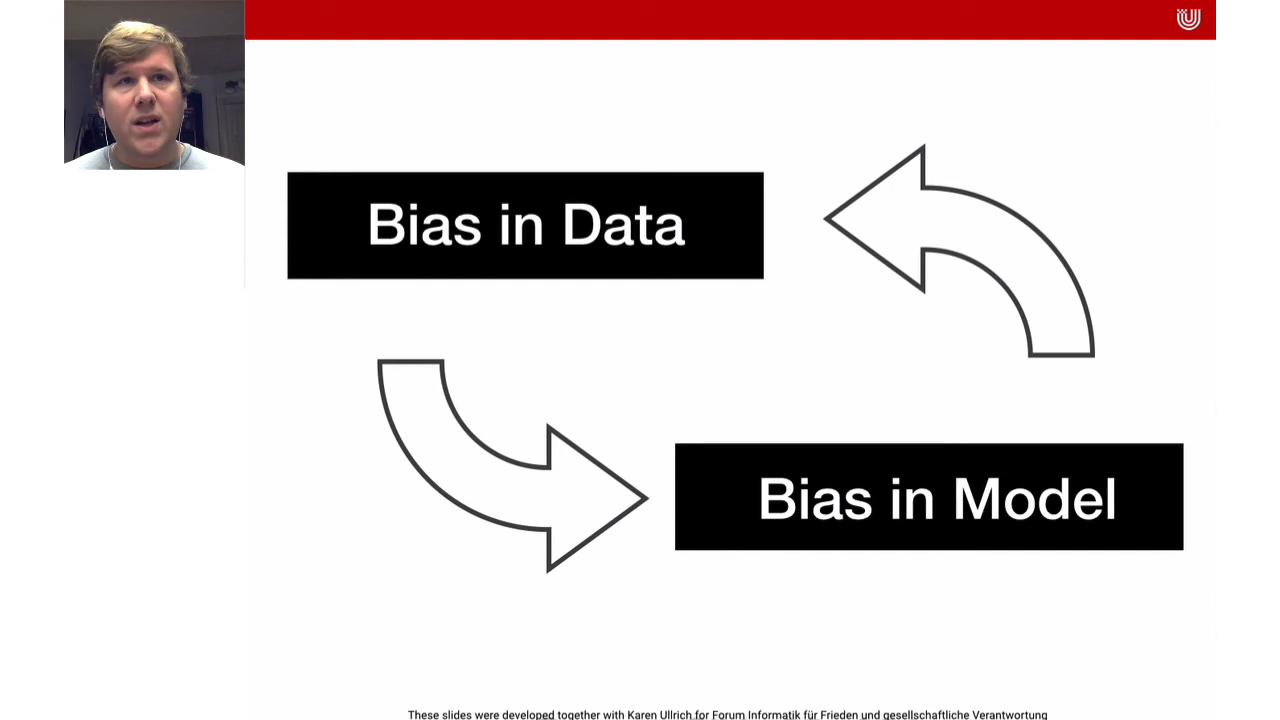 Bias in Data
Bias in Model
These slides were developed together with Karen Ullrich for Forum Informatik für Frieden und gesellschaftliche Verantwortung